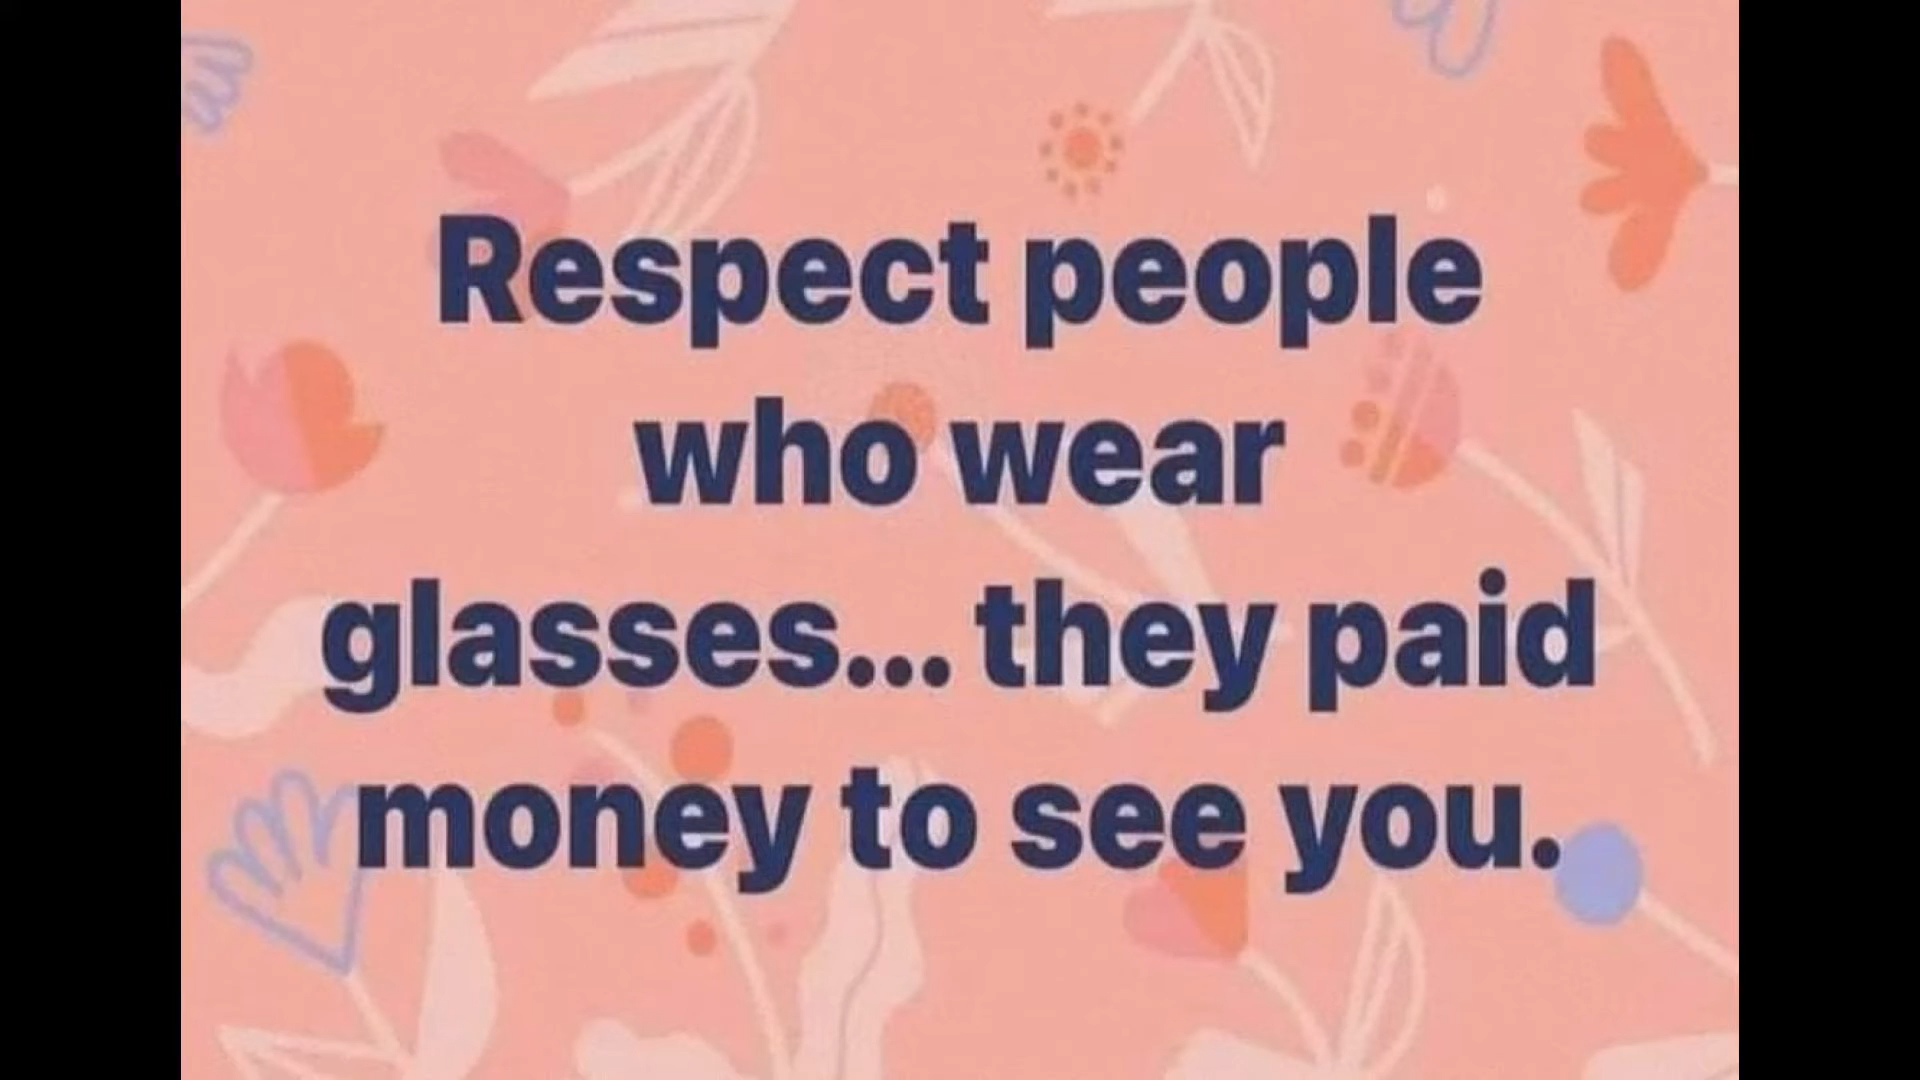 Respect people
who wear
glasses... they paid
money to see you.